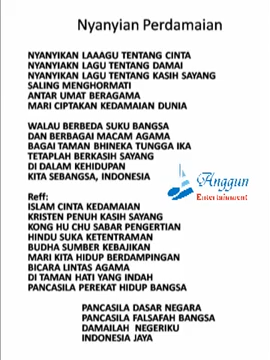 Nyanyian Perdamaian
NYANYIKAN LAAAGU TENTANG CINTA
NYANYIAKN LAGU TENTANG DAMAI
NYANYIKAN LAGU TENTANG KASIH SAYANG
SALING MENGHORMATI
ANTAR UMAT BERAGAMA
MARI CIPTAKAN KEDAMAIAN DUNIA
WALAU BERBEDA SUKU BANGSA
DAN BERBAGAI MACAM AGAMA
BAGAI TAMAN BHINEKA TUNGGA IKA
TETAPLAH BERKASIH SAYANG
DI DALAM KEHIDUPAN
KITA SEBANGSA, INDONESIA
Anggun
Entertainment
Reff:
ISLAM CINTA KEDAMAIAN
KRISTEN PENUH KASIH SAYANG
KONG HU CHU SABAR PENGERTIAN
HINDU SUKA KETENTRAMAN
BUDHA SUMBER KEBAJIKAN
MARI KITA HIDUP BERDAMPINGAN
BICARA LINTAS AGAMA
DI TAMAN HATI YANG INDAH
PANCASILA PEREKAT HIDUP BANGSA
PANCASILA DASAR NEGARA
PANCASILA FALSAFAH BANGSA
DAMAILAH NEGERIKU
INDONESIA JAYA